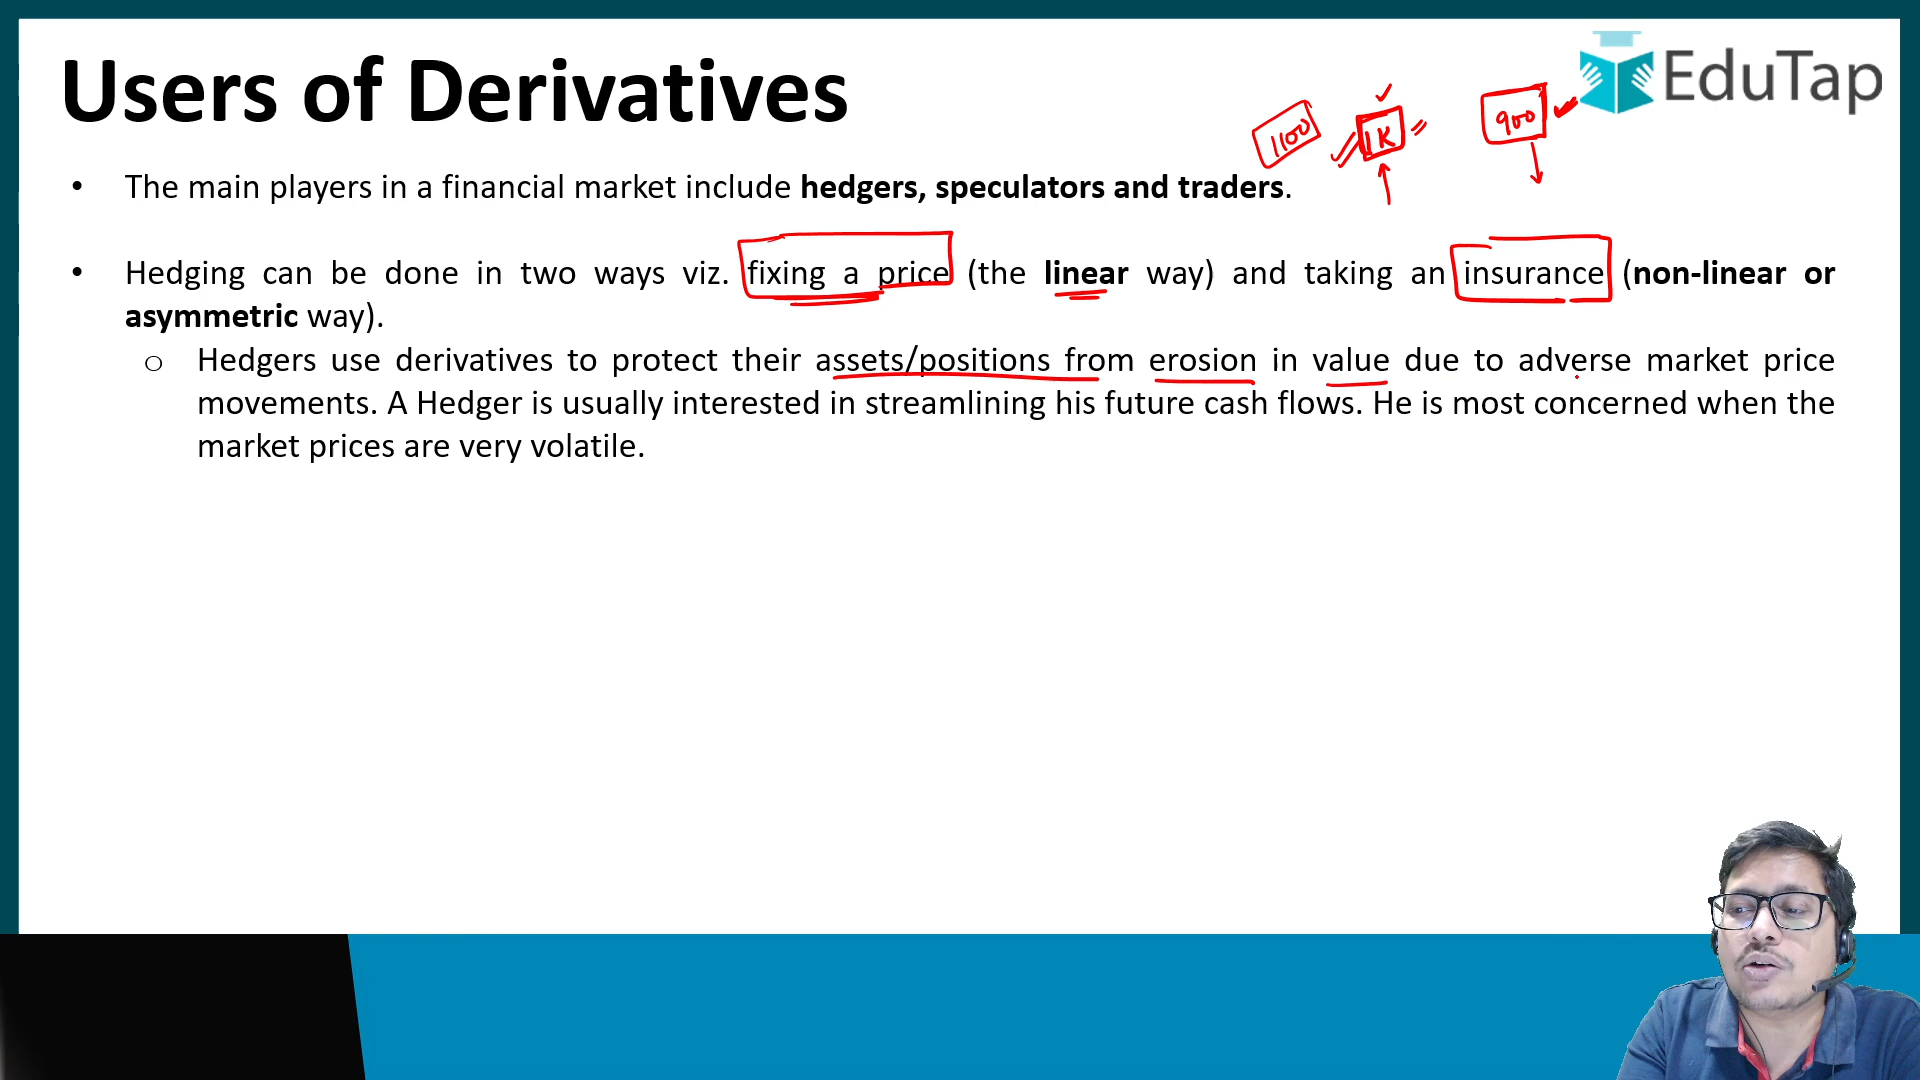 Users of Derivatives
EduTap
1100 1K 900
• The main players in a financial market include hedgers, speculators and traders.
• Hedging can be done in two ways viz. fixing a price (the linear way) and taking an insurance (non-linear or
asymmetric way).
o Hedgers use derivatives to protect their assets/positions from erosion in value due to adverse market price
movements. A Hedger is usually interested in streamlining his future cash flows. He is most concerned when the
market prices are very volatile.